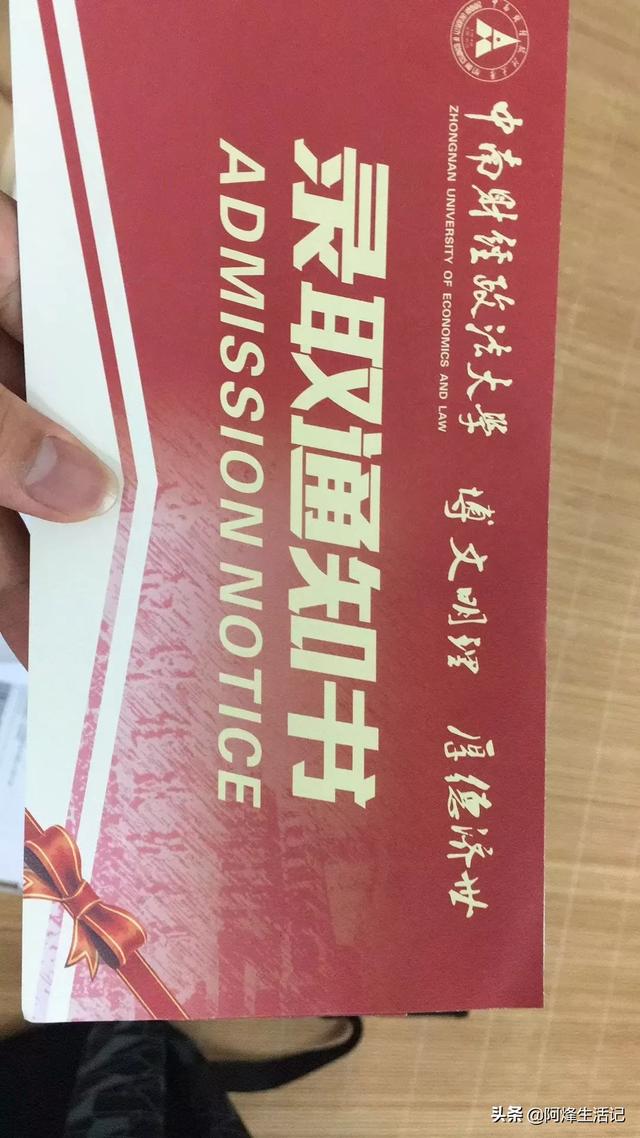 中南财经政法大學 博文明理 厚德济世
ZHONGNAN UNIVERSITY OF ECONOMICS AND LAW
录取通知书
ADMISSION NOTICE
头条 @阿烽生活记